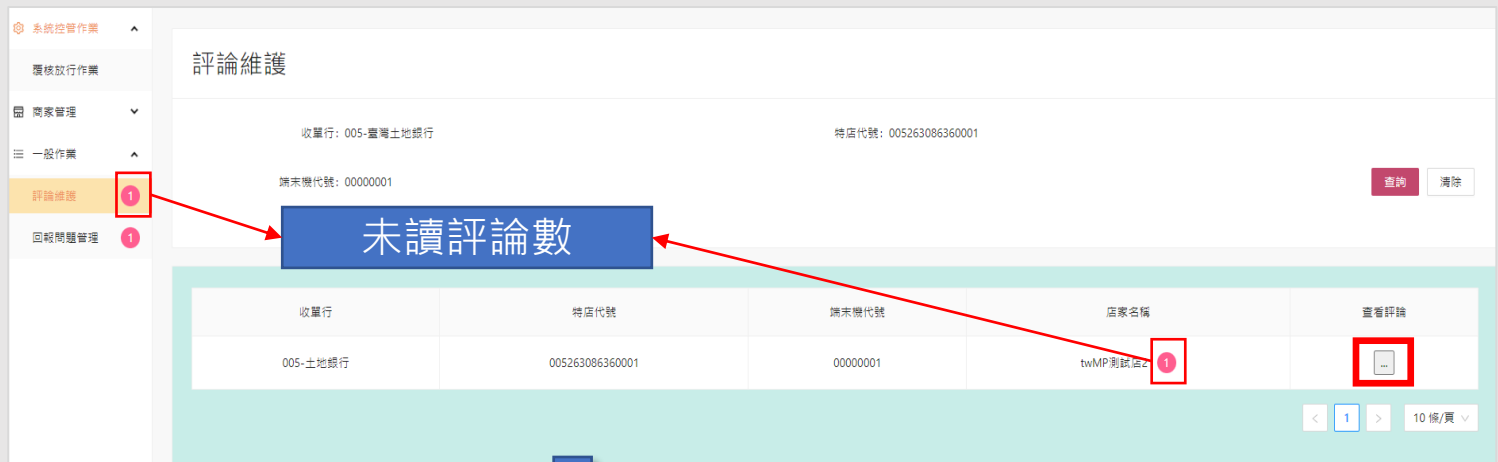 系統控管作業
覆核放行作業
商家管理
一般作業
評論維護 1
回報問題管理 1
評論維護
收單行: 005-臺灣土地銀行
特店代號: 005263086360001
端末機代號: 00000001
查詢 清除
未讀評論數
收單行 特店代號 端末機代號 店家名稱 查看評論
005-土地銀行 005263086360001 00000001 twMP測試店2 1 ...
< 1 > 10 條/頁